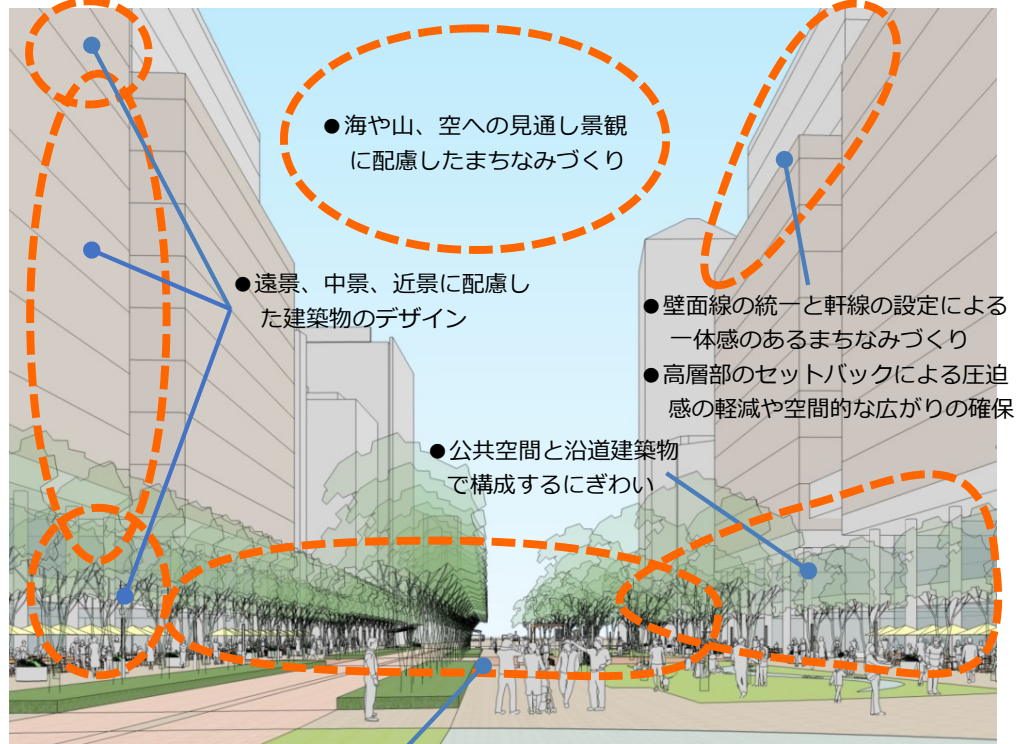 ●海や山、空への見通し景観
に配慮したまちなみづくり
●遠景、中景、近景に配慮し
た建築物のデザイン
●壁面線の統一と軒線の設定による
一体感のあるまちなみづくり
●高層部のセットバックによる圧迫
感の軽減や空間的な広がりの確保
●公共空間と沿道建築物
で構成するにぎわい